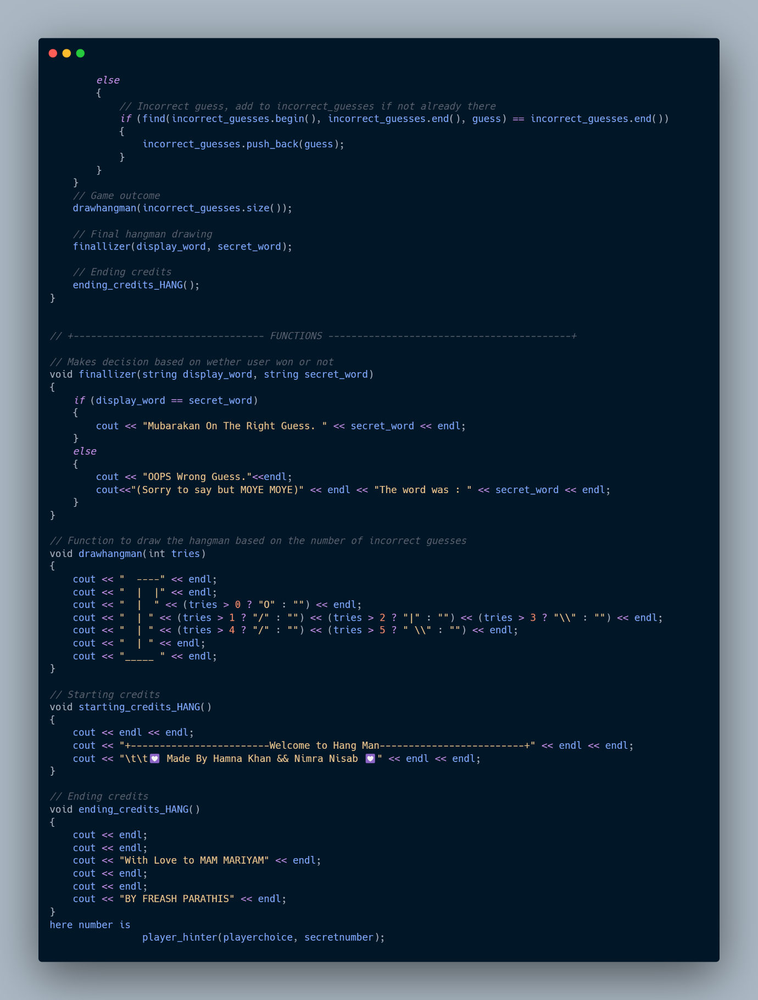 else
        {
            // Incorrect guess, add to incorrect_guesses if not already there
            if (find(incorrect_guesses.begin(), incorrect_guesses.end(), guess) == incorrect_guesses.end())
            {
                incorrect_guesses.push_back(guess);
            }
        }
    }
    // Game outcome
    drawhangman(incorrect_guesses.size());

    // Final hangman drawing
    finallizer(display_word, secret_word);

    // Ending credits
    ending_credits_HANG();
}


// +--------------------------------- FUNCTIONS ------------------------------------------+

// Makes decision based on wether user won or not
void finallizer(string display_word, string secret_word)
{
    if (display_word == secret_word)
    {
        cout << "Mubarakan On The Right Guess. " << secret_word << endl;
    }
    else
    {
        cout << "OOPS Wrong Guess."<<endl;
        cout<<"(Sorry to say but MOYE MOYE)" << endl << "The word was : " << secret_word << endl;
    }
}

// Function to draw the hangman based on the number of incorrect guesses
void drawhangman(int tries)
{
    cout << "  ----" << endl;
    cout << "  |  |" << endl;
    cout << "  |  " << (tries > 0 ? "O" : "") << endl;
    cout << "  | " << (tries > 1 ? "/" : "") << (tries > 2 ? "|" : "") << (tries > 3 ? "\\" : "") << endl;
    cout << "  | " << (tries > 4 ? "/" : "") << (tries > 5 ? " \\" : "") << endl;
    cout << "  | " << endl;
    cout << "_____ " << endl;
}

// Starting credits
void starting_credits_HANG()
{
    cout << endl << endl;
    cout << "+------------------------Welcome to Hang Man-------------------------+" << endl << endl;
    cout << "\t\t💟 Made By Hamna Khan && Nimra Nisab 💟" << endl << endl;
}

// Ending credits
void ending_credits_HANG()
{
    cout << endl;
    cout << endl;
    cout << "With Love to MAM MARIYAM" << endl;
    cout << endl;
    cout << endl;
    cout << "BY FREASH PARATHIS" << endl;
}
here number is
                player_hinter(playerchoice, secretnumber);